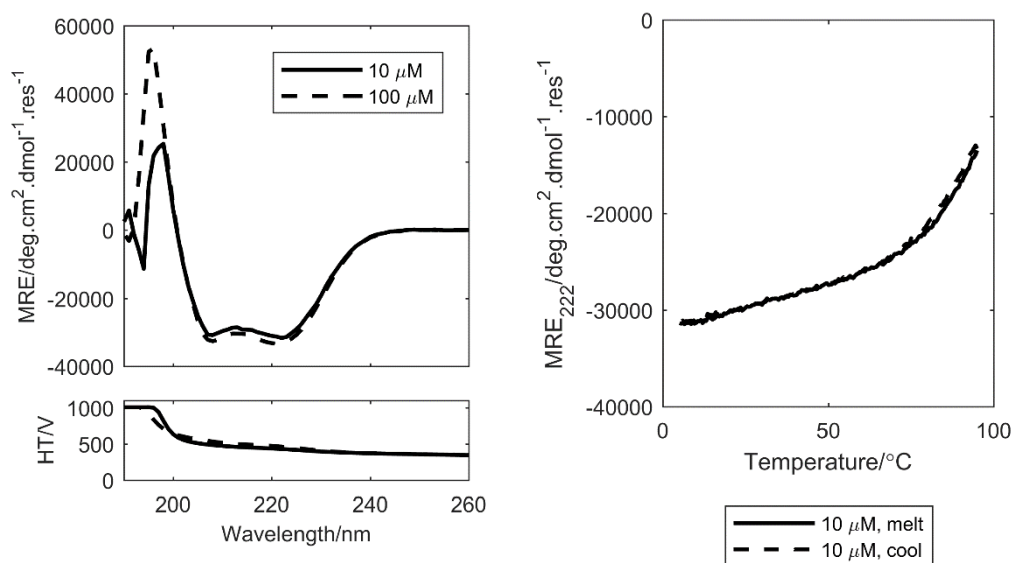 60000
40000
20000
0
-20000
-40000
MRE/deg.cm².dmol⁻¹.res⁻¹
10 μM
100 μM
1000
500
0
HT/V
200 220 240 260
Wavelength/nm
0
-10000
-20000
-30000
-40000
MRE₂₂₂/deg.cm².dmol⁻¹.res⁻¹
0 50 100
Temperature/°C
10 μM, melt
10 μM, cool